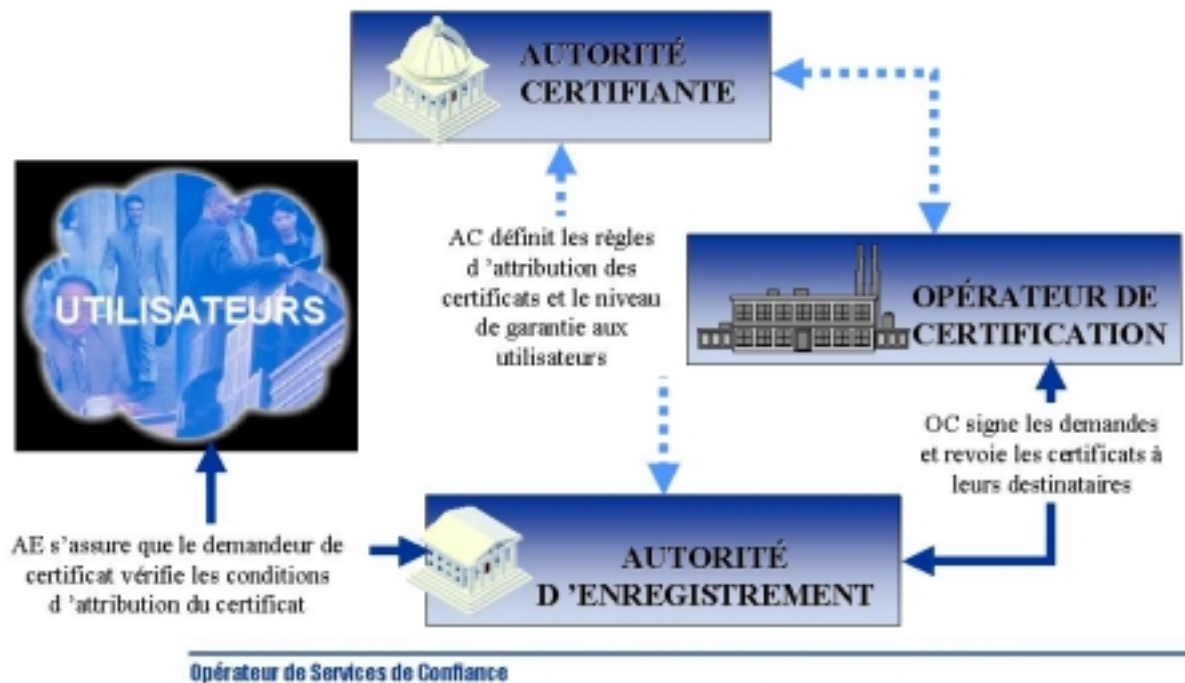 AUTORITÉ
CERTIFIANTE
UTILISATEURS
AC définit les règles
d ’attribution des
certificats et le niveau
de garantie aux
utilisateurs
OPÉRATEUR DE
CERTIFICATION
OC signe les demandes
et revoie les certificats à
leurs destinataires
AE s’assure que le demandeur de
certificat vérifie les conditions
d ’attribution du certificat
AUTORITÉ
D ’ENREGISTREMENT
Opérateur de Services de Confiance